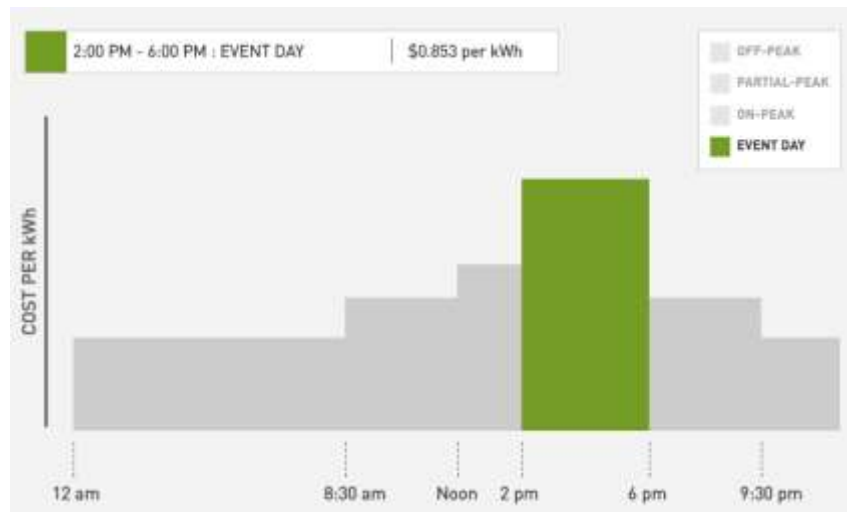 2:00 PM - 6:00 PM : EVENT DAY | $0.853 per kWh
OFF-PEAK
PARTIAL-PEAK
ON-PEAK
EVENT DAY
COST PER kWh
12 am 8:30 am Noon 2 pm 6 pm 9:30 pm